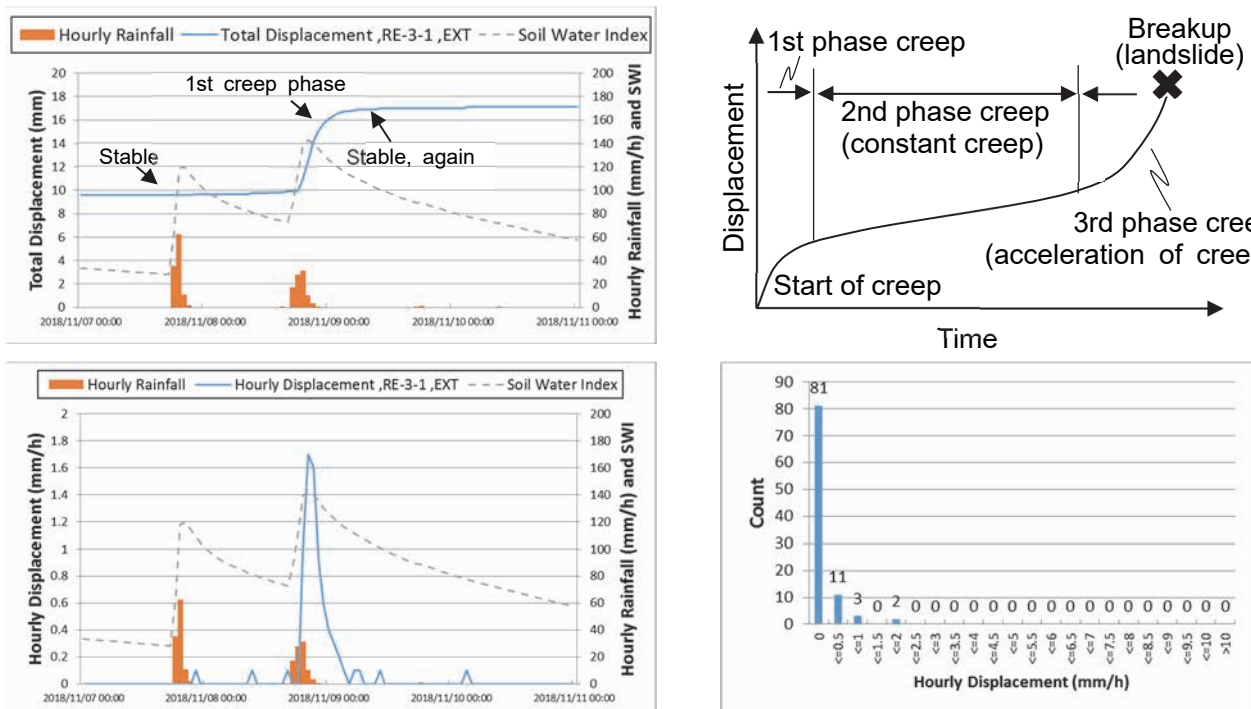 Hourly Rainfall Total Displacement ,RE-3-1 ,EXT Soil Water Index
Total Displacement (mm)
20
18
16
14
12
10
8
6
4
2
0
1st creep phase
Stable
Stable, again
200
180
160
140
120
100
80
60
40
20
0
Hourly Rainfall (mm/h) and SWI
2018/11/07 00:00 2018/11/08 00:00 2018/11/09 00:00 2018/11/10 00:00 2018/11/11 00:00
Displacement
1st phase creep
Breakup
(landslide)
2nd phase creep
(constant creep)
3rd phase cree
(acceleration of cree
Start of creep
Time
Hourly Rainfall Hourly Displacement ,RE-3-1 ,EXT Soil Water Index
Hourly Displacement (mm/h)
2
1.8
1.6
1.4
1.2
1
0.8
0.6
0.4
0.2
0
200
180
160
140
120
100
80
60
40
20
0
Hourly Rainfall (mm/h) and SWI
2018/11/07 00:00 2018/11/08 00:00 2018/11/09 00:00 2018/11/10 00:00 2018/11/11 00:00
Count
90
80
70
60
50
40
30
20
10
0
81
11
3 0 2 0 0 0 0 0 0 0 0 0 0 0 0 0 0 0 0
0 <=0.5 <=1 <=1.5 <=2 <=2.5 <=3 <=3.5 <=4 <=4.5 <=5 <=5.5 <=6 <=6.5 <=7 <=7.5 <=8 <=8.5 <=9 <=9.5 <=10 >10
Hourly Displacement (mm/h)